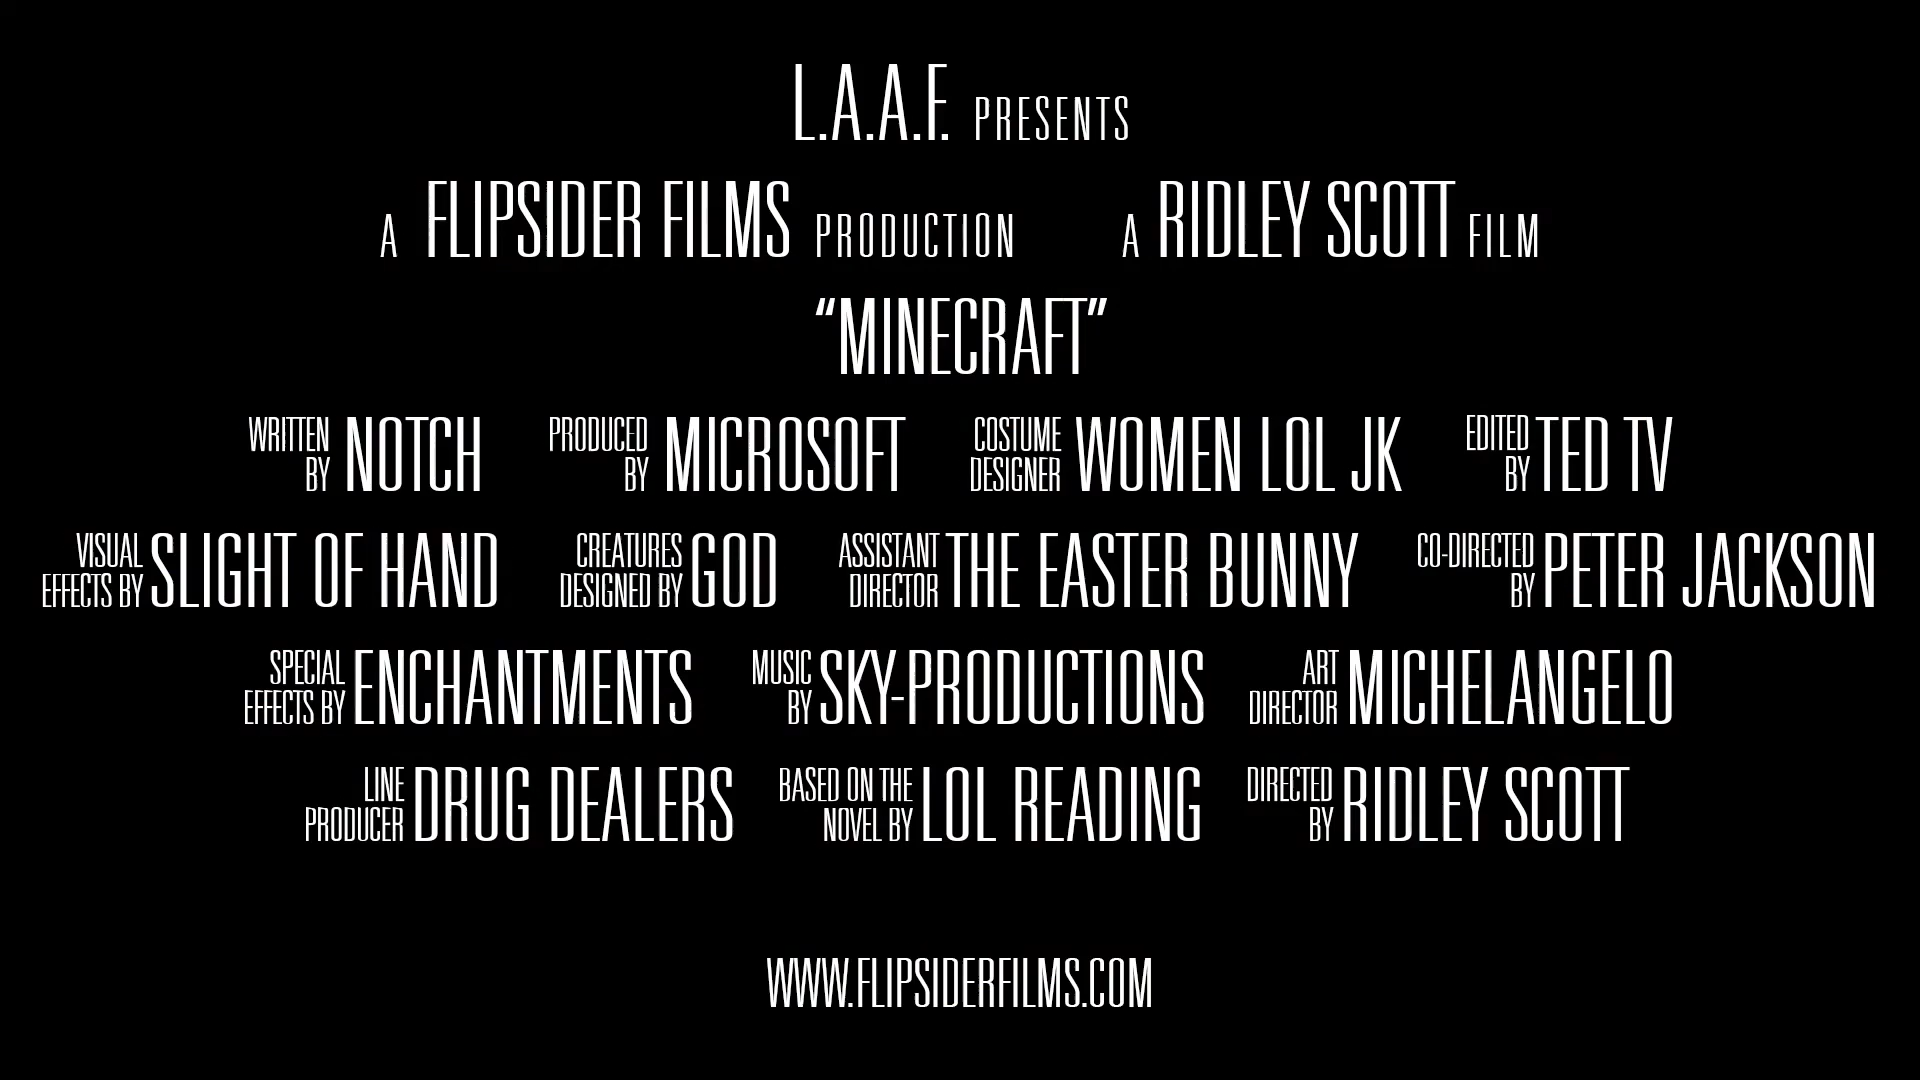 L.A.A.F. PRESENTS
A FLIPSIDER FILMS PRODUCTION A RIDLEY SCOTT FILM
“MINECRAFT”
WRITTEN BY NOTCH PRODUCED BY MICROSOFT COSTUME DESIGNER WOMEN LOL JK EDITED BY TED TV
VISUAL EFFECTS BY SLIGHT OF HAND CREATURES DESIGNED BY GOD ASSISTANT DIRECTOR THE EASTER BUNNY CO-DIRECTED BY PETER JACKSON
SPECIAL EFFECTS BY ENCHANTMENTS MUSIC BY SKY-PRODUCTIONS ART DIRECTOR MICHELANGELO
LINE PRODUCER DRUG DEALERS BASED ON THE NOVEL BY LOL READING DIRECTED BY RIDLEY SCOTT
WWW.FLIPSIDERFILMS.COM